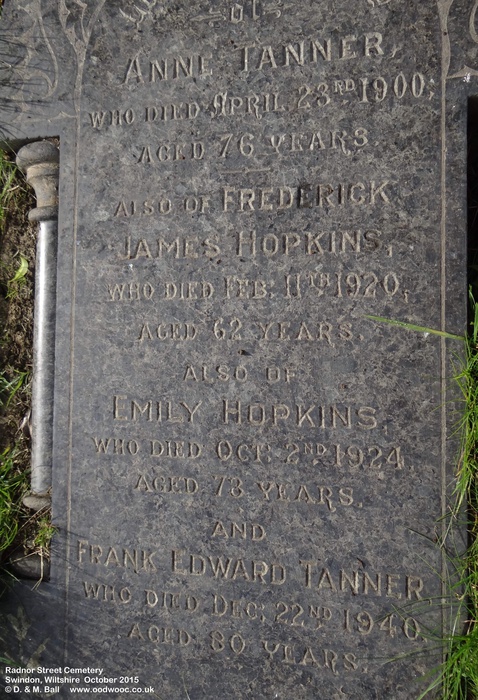 of
ANNE TANNER,
WHO DIED APRIL 23RD 1900;
AGED 76 YEARS.
ALSO OF FREDERICK
JAMES HOPKINS,
WHO DIED FEB: 11TH 1920;
AGED 62 YEARS.
ALSO OF
EMILY HOPKINS,
WHO DIED OCT: 2ND 1924,
AGED 73 YEARS.
AND
FRANK EDWARD TANNER
WHO DIED DEC: 22ND 1940,
AGED 80 YEARS.
Radnor Street Cemetery
Swindon, Wiltshire October 2015
© D. & M. Ball www.oodwooc.co.uk